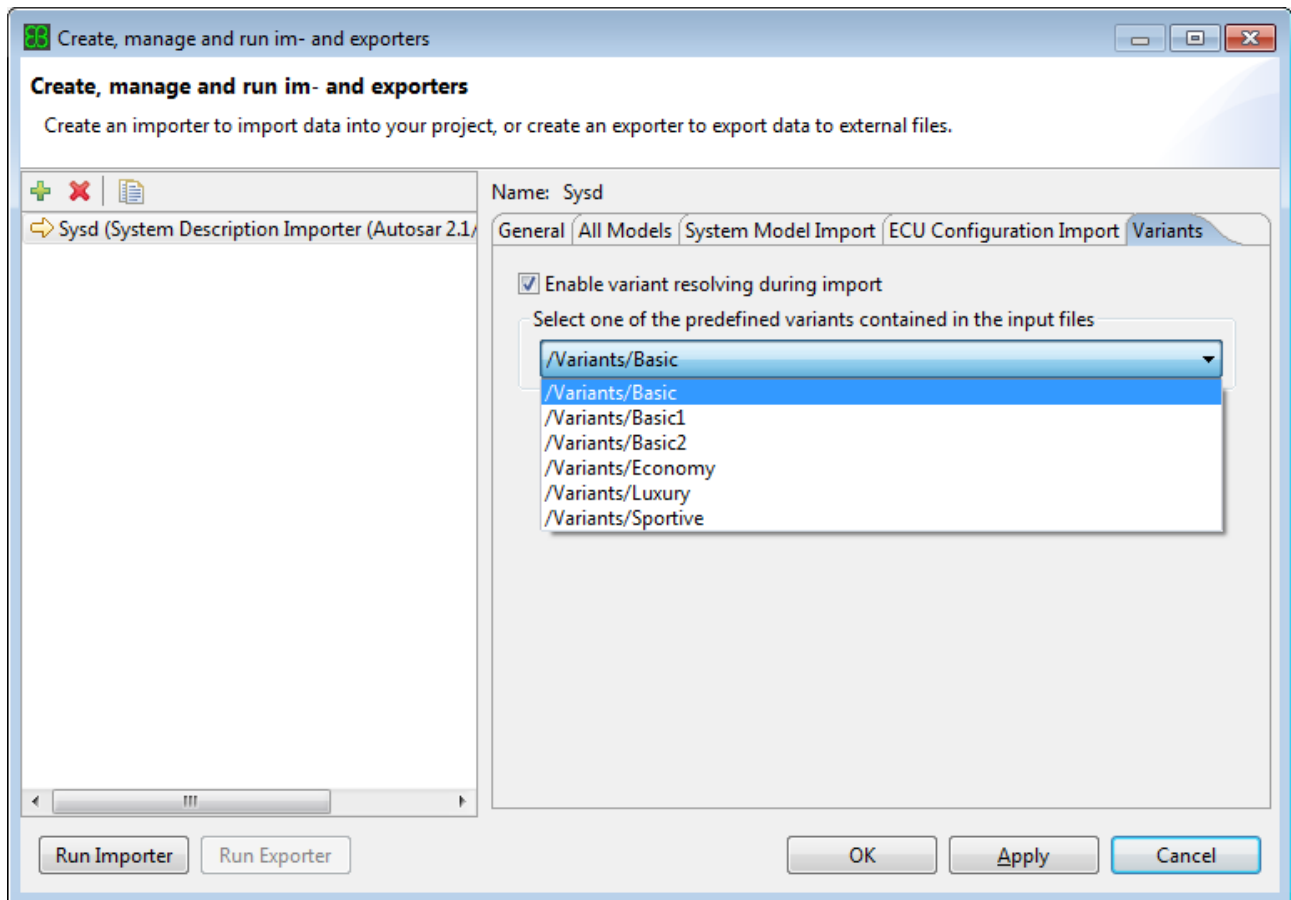 Create, manage and run im- and exporters
Create, manage and run im- and exporters
Create an importer to import data into your project, or create an exporter to export data to external files.
Sysd (System Description Importer (Autosar 2.1/
Name: Sysd
General All Models System Model Import ECU Configuration Import Variants
Enable variant resolving during import
Select one of the predefined variants contained in the input files
/Variants/Basic
/Variants/Basic
/Variants/Basic1
/Variants/Basic2
/Variants/Economy
/Variants/Luxury
/Variants/Sportive
Run Importer Run Exporter OK Apply Cancel